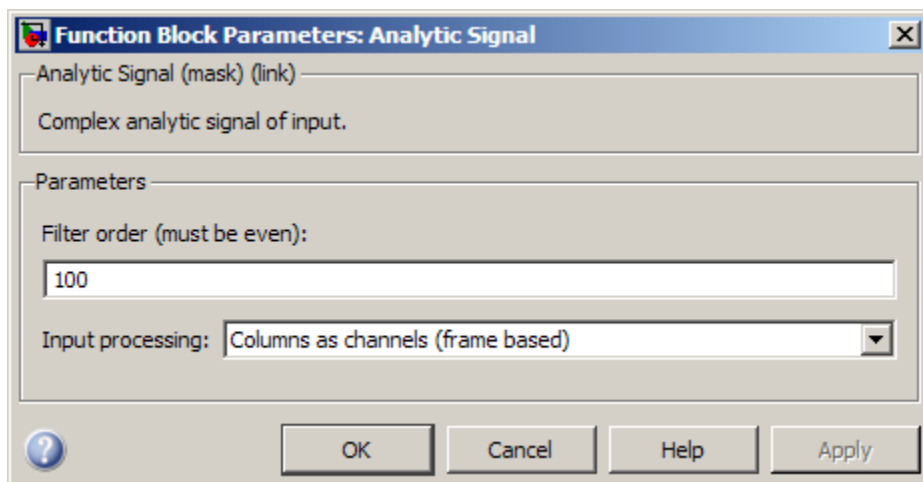 Function Block Parameters: Analytic Signal
Analytic Signal (mask) (link)
Complex analytic signal of input.
Parameters
Filter order (must be even):
100
Input processing: Columns as channels (frame based)
OK Cancel Help Apply